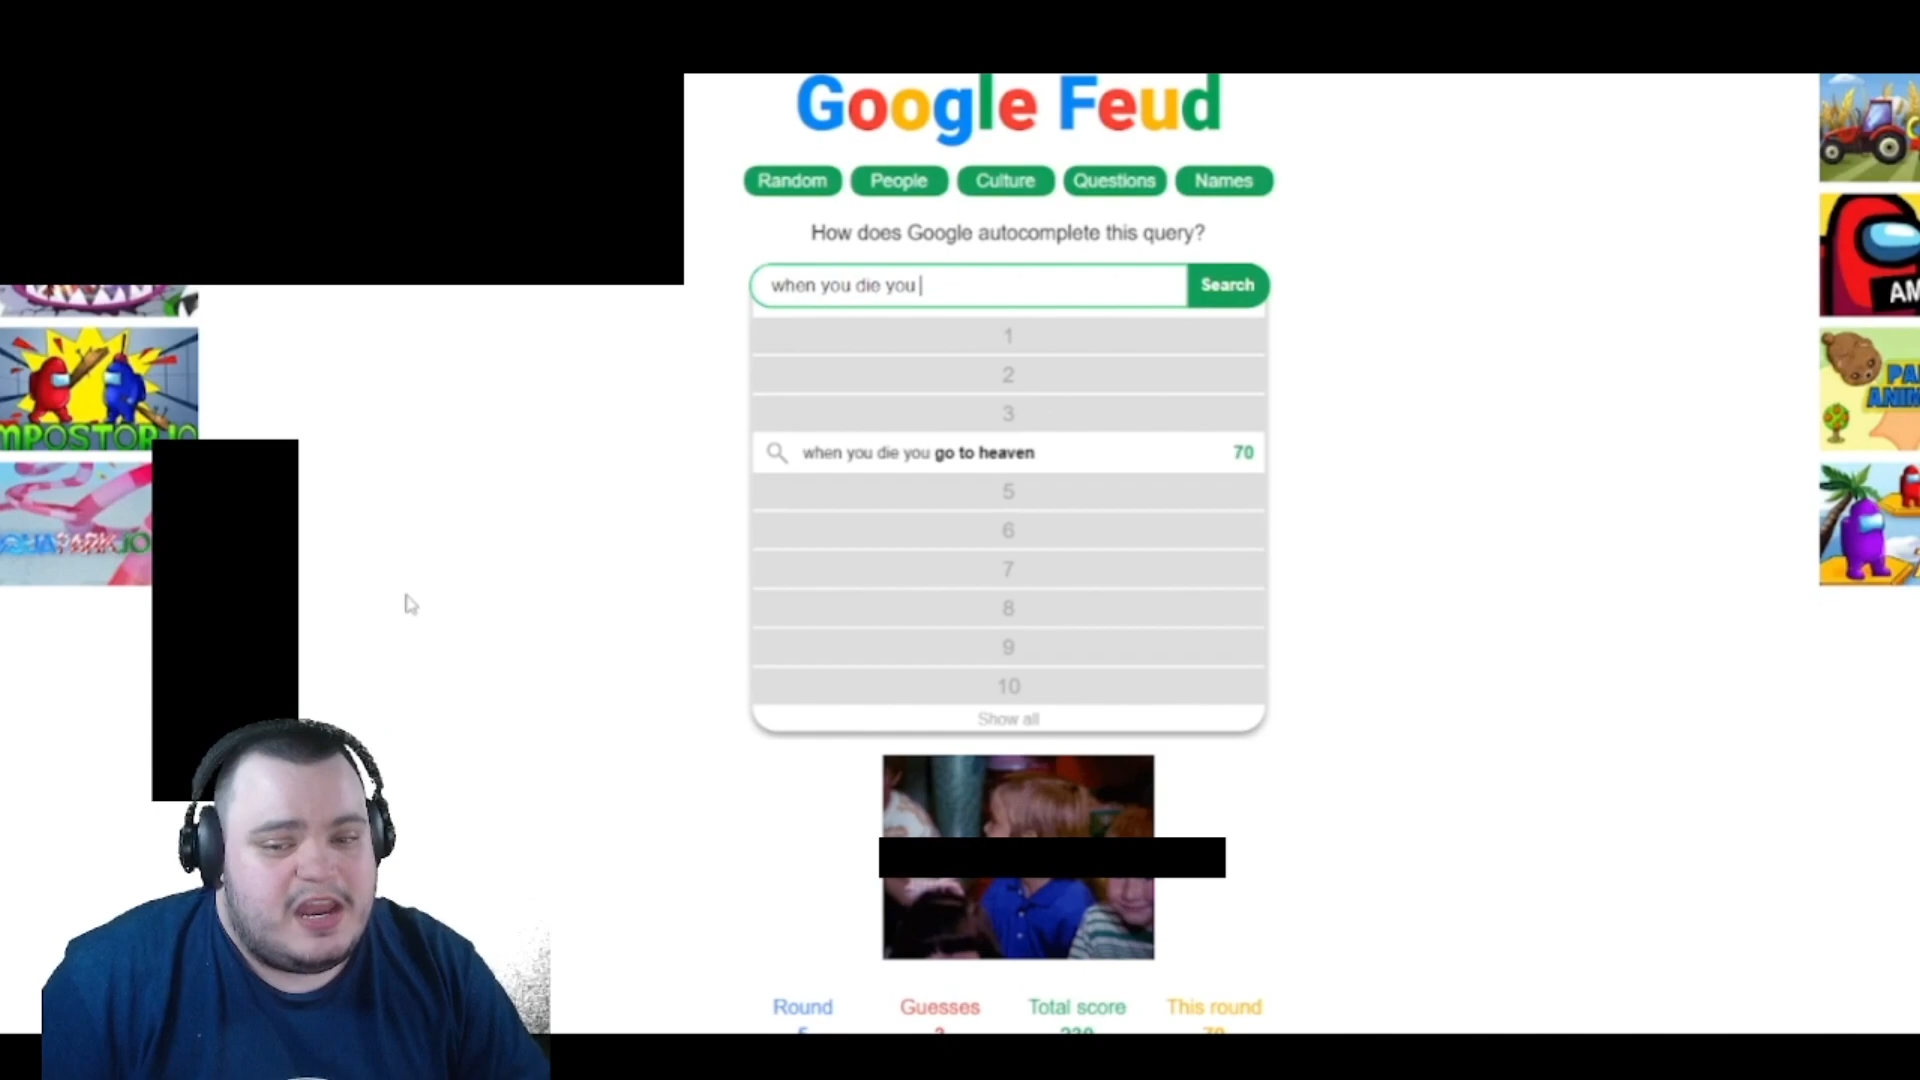 Google Feud
Random People Culture Questions Names
How does Google autocomplete this query?
when you die you Search
1
2
3
when you die you go to heaven 70
5
6
7
8
9
10
Show all
Round Guesses Total score This round
AM